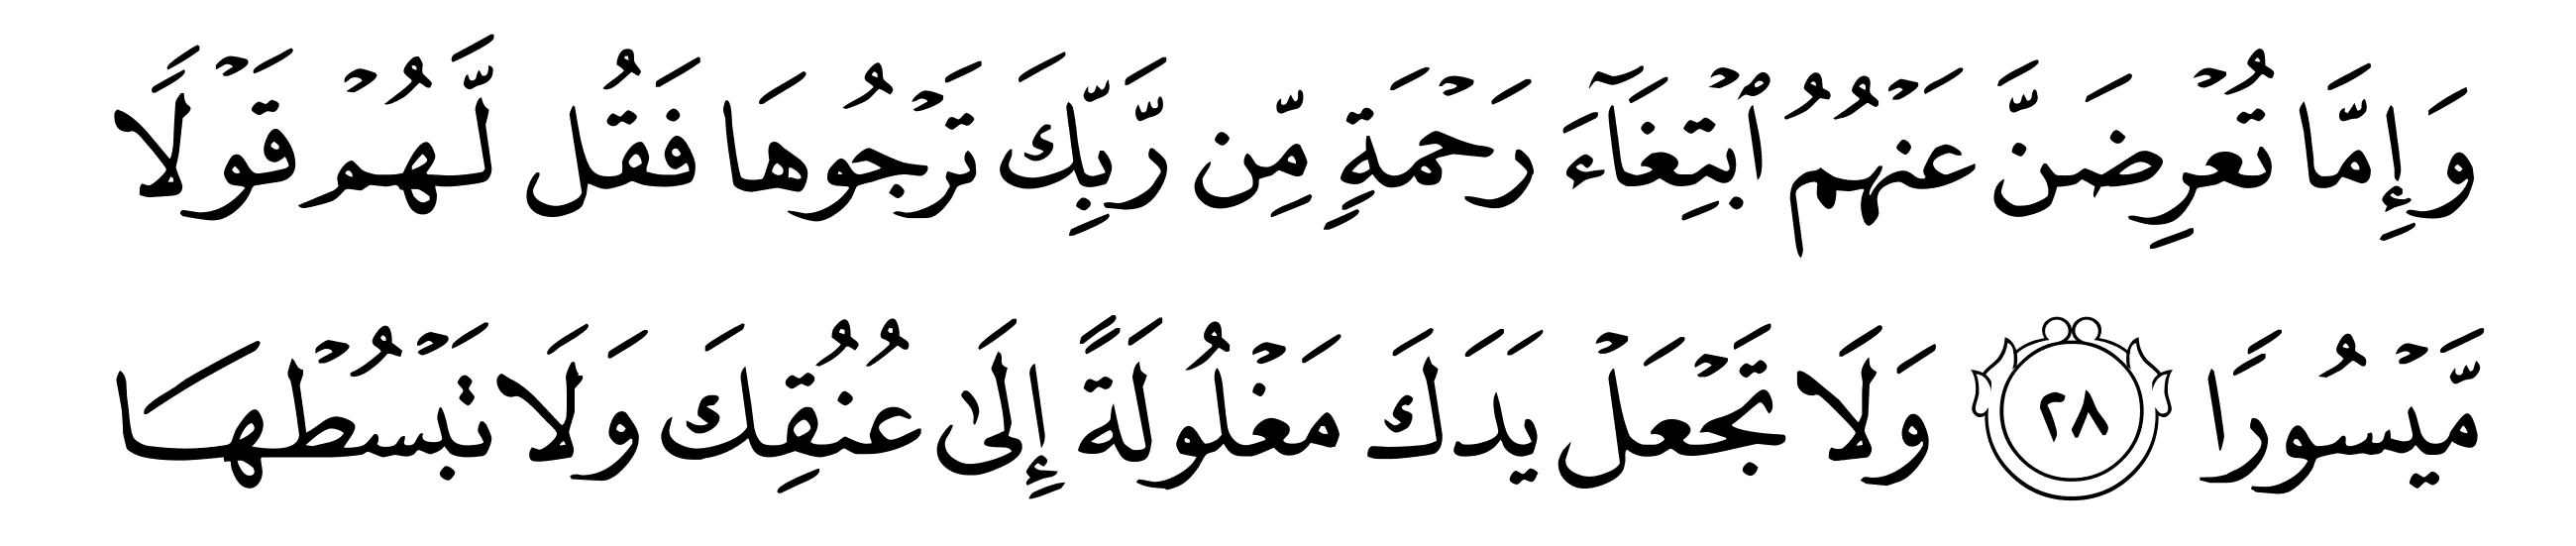 وَإِمَّا تُعْرِضَنَّ عَنْهُمُ ٱبْتِغَآءَ رَحْمَةٍ مِّن رَّبِّكَ تَرْجُوهَا فَقُل لَّهُمْ قَوْلًا
مَّيْسُورًا ٢٨ وَلَا تَجْعَلْ يَدَكَ مَغْلُولَةً إِلَىٰ عُنُقِكَ وَلَا تَبْسُطْهَا